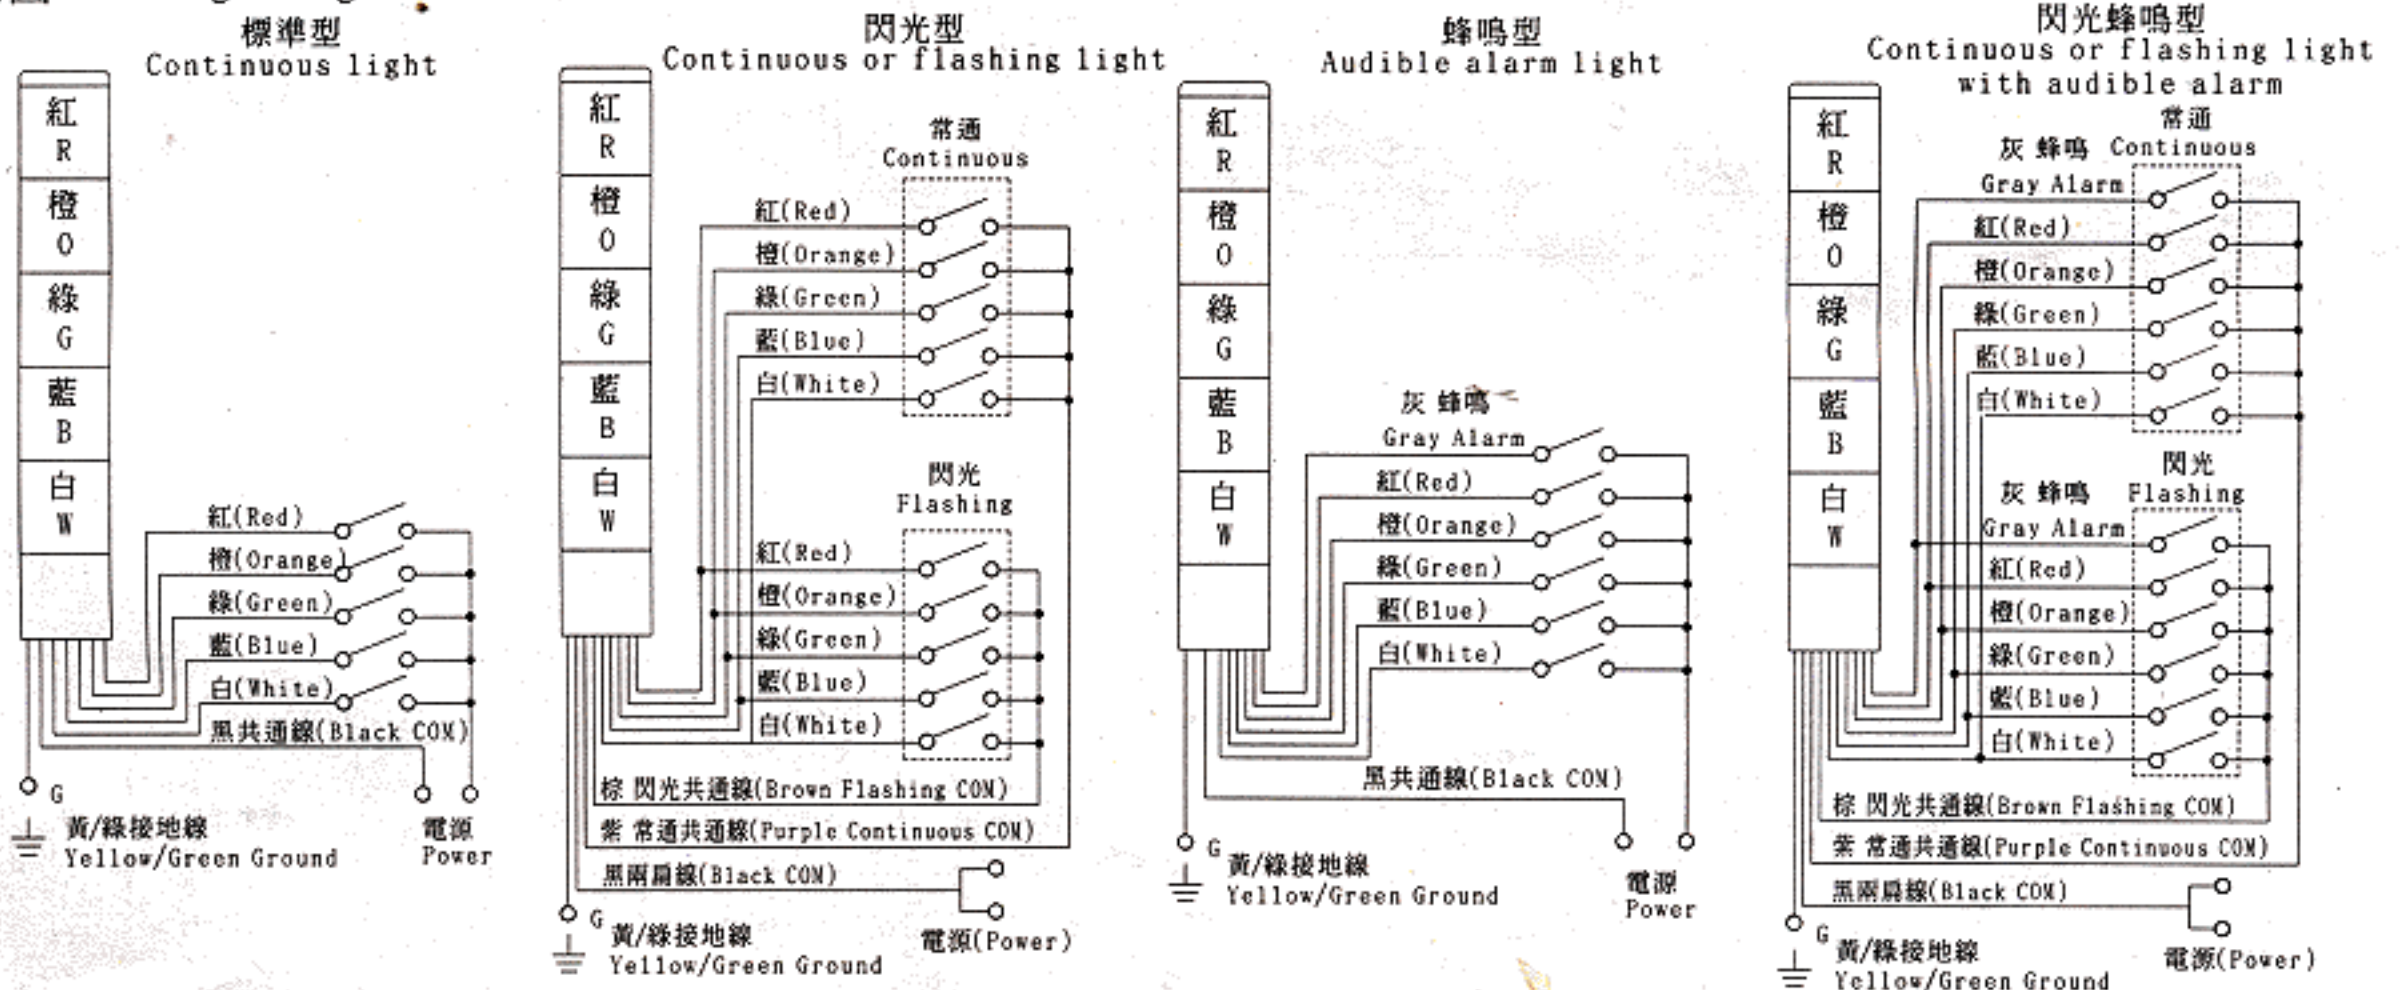 標準型
Continuous light
紅
R
橙
O
綠
G
藍
B
白
W
紅(Red)
橙(Orange)
綠(Green)
藍(Blue)
白(White)
黑共通線(Black COM)
G
黃/綠接地線
Yellow/Green Ground
電源
Power
閃光型
Continuous or flashing light
紅
R
橙
O
綠
G
藍
B
白
W
常通
Continuous
紅(Red)
橙(Orange)
綠(Green)
藍(Blue)
白(White)
閃光
Flashing
紅(Red)
橙(Orange)
綠(Green)
藍(Blue)
白(White)
棕 閃光共通線(Brown Flashing COM)
紫 常通共通線(Purple Continuous COM)
黑兩扁線(Black COM)
G
黃/綠接地線
Yellow/Green Ground
電源(Power)
蜂鳴型
Audible alarm light
紅
R
橙
O
綠
G
藍
B
白
W
灰 蜂鳴
Gray Alarm
紅(Red)
橙(Orange)
綠(Green)
藍(Blue)
白(White)
黑共通線(Black COM)
G
黃/綠接地線
Yellow/Green Ground
電源
Power
閃光蜂鳴型
Continuous or flashing light
with audible alarm
紅
R
橙
O
綠
G
藍
B
白
W
常通
灰 蜂鳴 Continuous
Gray Alarm
紅(Red)
橙(Orange)
綠(Green)
藍(Blue)
白(White)
閃光
灰 蜂鳴 Flashing
Gray Alarm
紅(Red)
橙(Orange)
綠(Green)
藍(Blue)
白(White)
棕 閃光共通線(Brown Flashing COM)
紫 常通共通線(Purple Continuous COM)
黑兩扁線(Black COM)
G
黃/綠接地線
Yellow/Green Ground
電源(Power)